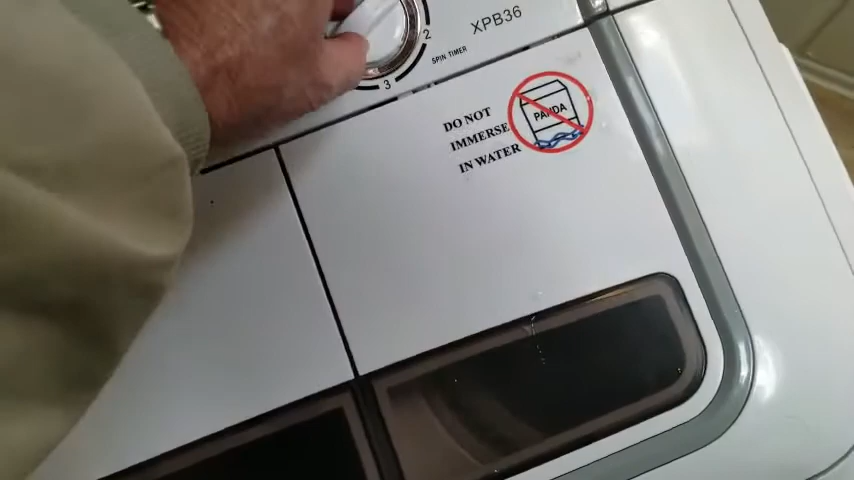 XPB36
2
SPIN TIMER
3
DO NOT
IMMERSE
IN WATER
PANDA